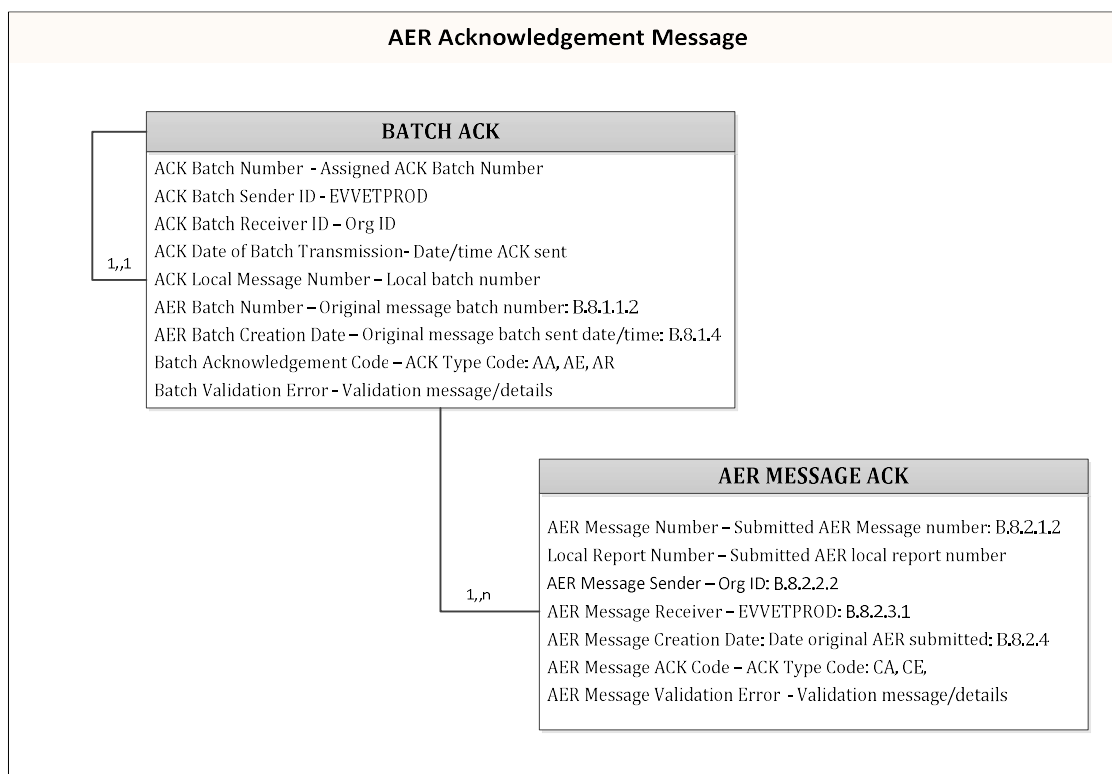 AER Acknowledgement Message
BATCH ACK
ACK Batch Number - Assigned ACK Batch Number
ACK Batch Sender ID - EVVETPROD
ACK Batch Receiver ID – Org ID
ACK Date of Batch Transmission- Date/time ACK sent
1,,1
ACK Local Message Number – Local batch number
AER Batch Number – Original message batch number: B.8.1.1.2
AER Batch Creation Date – Original message batch sent date/time: B.8.1.4
Batch Acknowledgement Code – ACK Type Code: AA, AE, AR
Batch Validation Error - Validation message/details
AER MESSAGE ACK
AER Message Number – Submitted AER Message number: B.8.2.1.2
Local Report Number – Submitted AER local report number
AER Message Sender – Org ID: B.8.2.2.2
1,,n
AER Message Receiver – EVVETPROD: B.8.2.3.1
AER Message Creation Date: Date original AER submitted: B.8.2.4
AER Message ACK Code – ACK Type Code: CA, CE,
AER Message Validation Error - Validation message/details